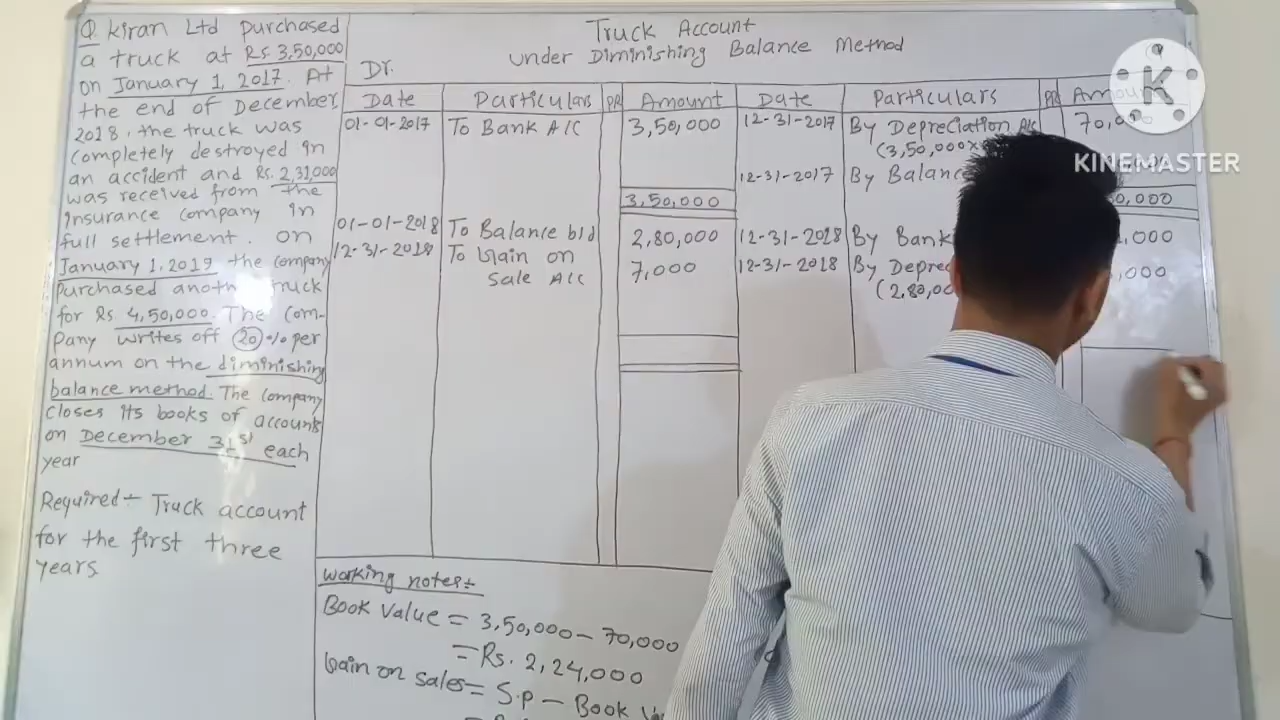 Q. Kiran Ltd purchased
a truck at Rs. 3,50,000
on January 1, 2017. At
the end of December
2018, the truck was
completely destroyed in
an accident and Rs. 2,31,000
was received from the
insurance company in
full settlement. on
January 1, 2019 the company
purchased another truck
for Rs. 4,50,000. The com-
pany writes off 20% per
annum on the diminishing
balance method. The company
closes its books of accounts
on December 31st each
year
Required:- Truck account
for the first three
years.
Truck Account
under Diminishing Balance Method
Dr.
Date Particulars PR Amount Date Particulars PR
01-01-2017 To Bank A/C 3,50,000 12-31-2017 By Depreciation A/c
(3,50,000×
12-31-2017 By Balance
3,50,000
01-01-2018 To Balance b/d 2,80,000 12-31-2018 By Bank
12-31-2018 To Gain on 7,000 12-31-2018 By Depre
Sale A/C (2,80,00
Working notes:-
Book Value = 3,50,000 - 70,000
= Rs. 2,24,000
Gain on Sales = S.P - Book
K
KINEMASTER